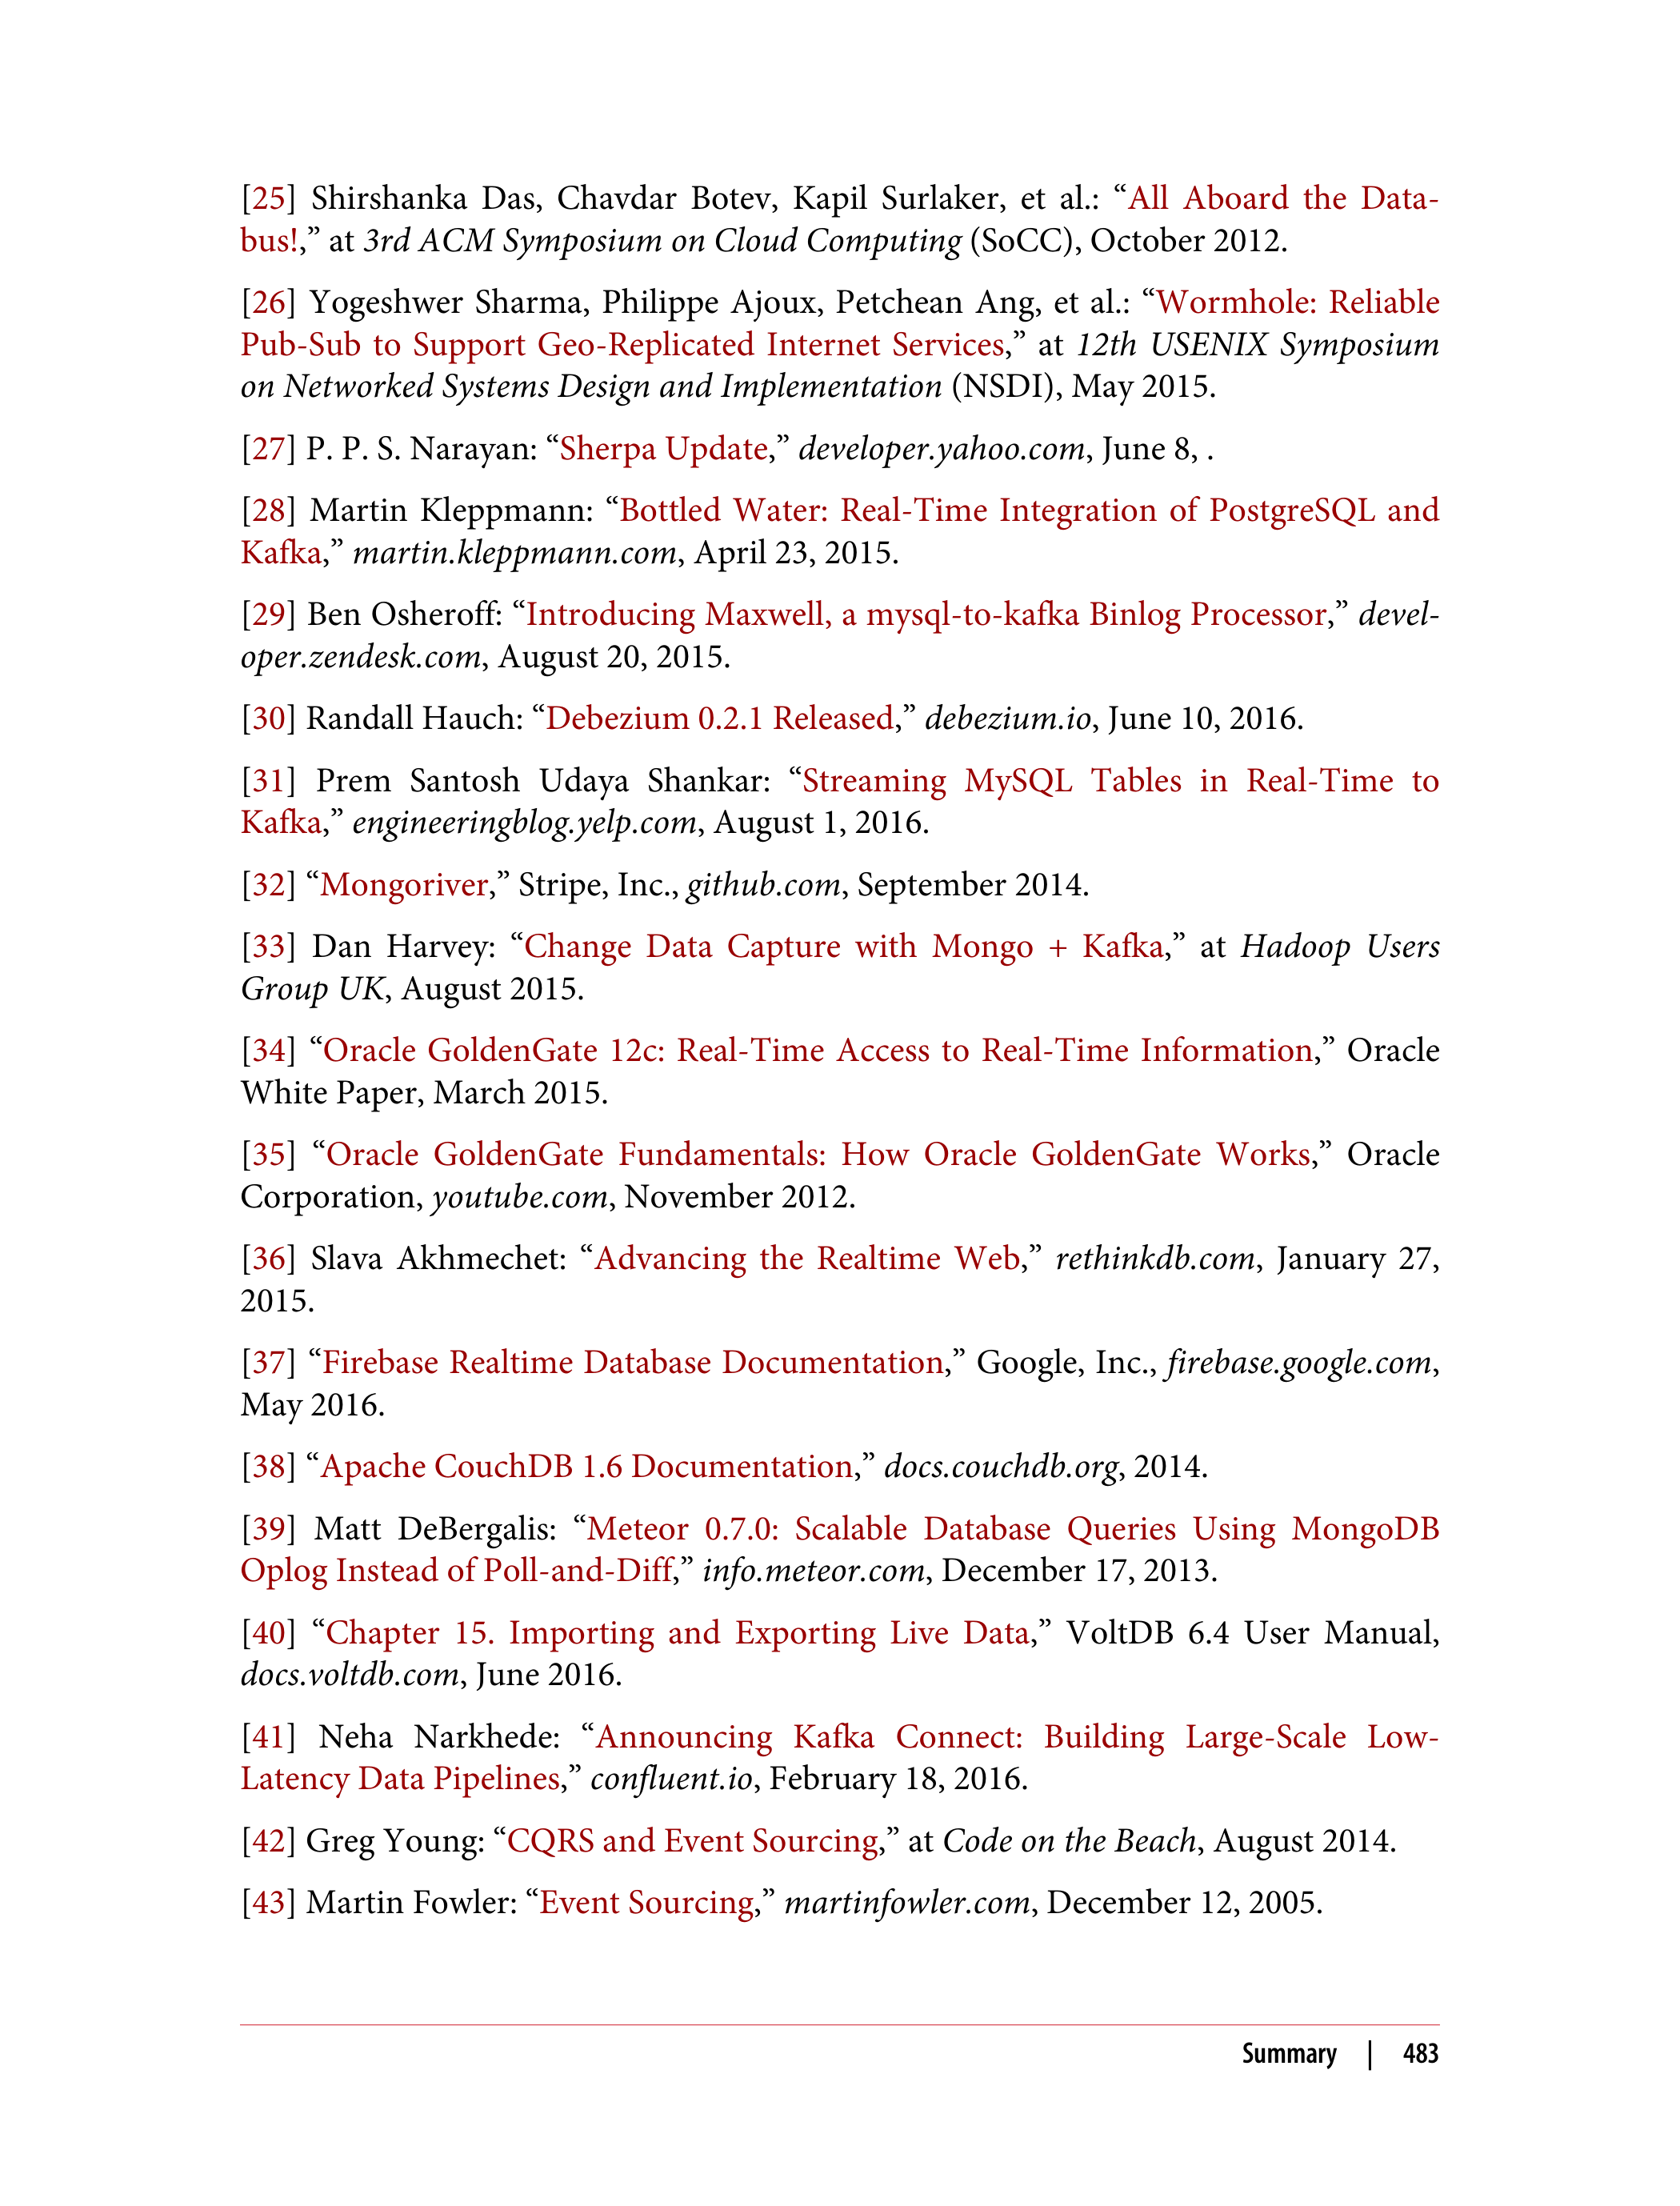 [25] Shirshanka Das, Chavdar Botev, Kapil Surlaker, et al.: “All Aboard the Data-
bus!,” at 3rd ACM Symposium on Cloud Computing (SoCC), October 2012.
[26] Yogeshwer Sharma, Philippe Ajoux, Petchean Ang, et al.: “Wormhole: Reliable
Pub-Sub to Support Geo-Replicated Internet Services,” at 12th USENIX Symposium
on Networked Systems Design and Implementation (NSDI), May 2015.
[27] P. P. S. Narayan: “Sherpa Update,” developer.yahoo.com, June 8, .
[28] Martin Kleppmann: “Bottled Water: Real-Time Integration of PostgreSQL and
Kafka,” martin.kleppmann.com, April 23, 2015.
[29] Ben Osheroff: “Introducing Maxwell, a mysql-to-kafka Binlog Processor,” devel-
oper.zendesk.com, August 20, 2015.
[30] Randall Hauch: “Debezium 0.2.1 Released,” debezium.io, June 10, 2016.
[31] Prem Santosh Udaya Shankar: “Streaming MySQL Tables in Real-Time to
Kafka,” engineeringblog.yelp.com, August 1, 2016.
[32] “Mongoriver,” Stripe, Inc., github.com, September 2014.
[33] Dan Harvey: “Change Data Capture with Mongo + Kafka,” at Hadoop Users
Group UK, August 2015.
[34] “Oracle GoldenGate 12c: Real-Time Access to Real-Time Information,” Oracle
White Paper, March 2015.
[35] “Oracle GoldenGate Fundamentals: How Oracle GoldenGate Works,” Oracle
Corporation, youtube.com, November 2012.
[36] Slava Akhmechet: “Advancing the Realtime Web,” rethinkdb.com, January 27,
2015.
[37] “Firebase Realtime Database Documentation,” Google, Inc., firebase.google.com,
May 2016.
[38] “Apache CouchDB 1.6 Documentation,” docs.couchdb.org, 2014.
[39] Matt DeBergalis: “Meteor 0.7.0: Scalable Database Queries Using MongoDB
Oplog Instead of Poll-and-Diff,” info.meteor.com, December 17, 2013.
[40] “Chapter 15. Importing and Exporting Live Data,” VoltDB 6.4 User Manual,
docs.voltdb.com, June 2016.
[41] Neha Narkhede: “Announcing Kafka Connect: Building Large-Scale Low-
Latency Data Pipelines,” confluent.io, February 18, 2016.
[42] Greg Young: “CQRS and Event Sourcing,” at Code on the Beach, August 2014.
[43] Martin Fowler: “Event Sourcing,” martinfowler.com, December 12, 2005.
Summary | 483